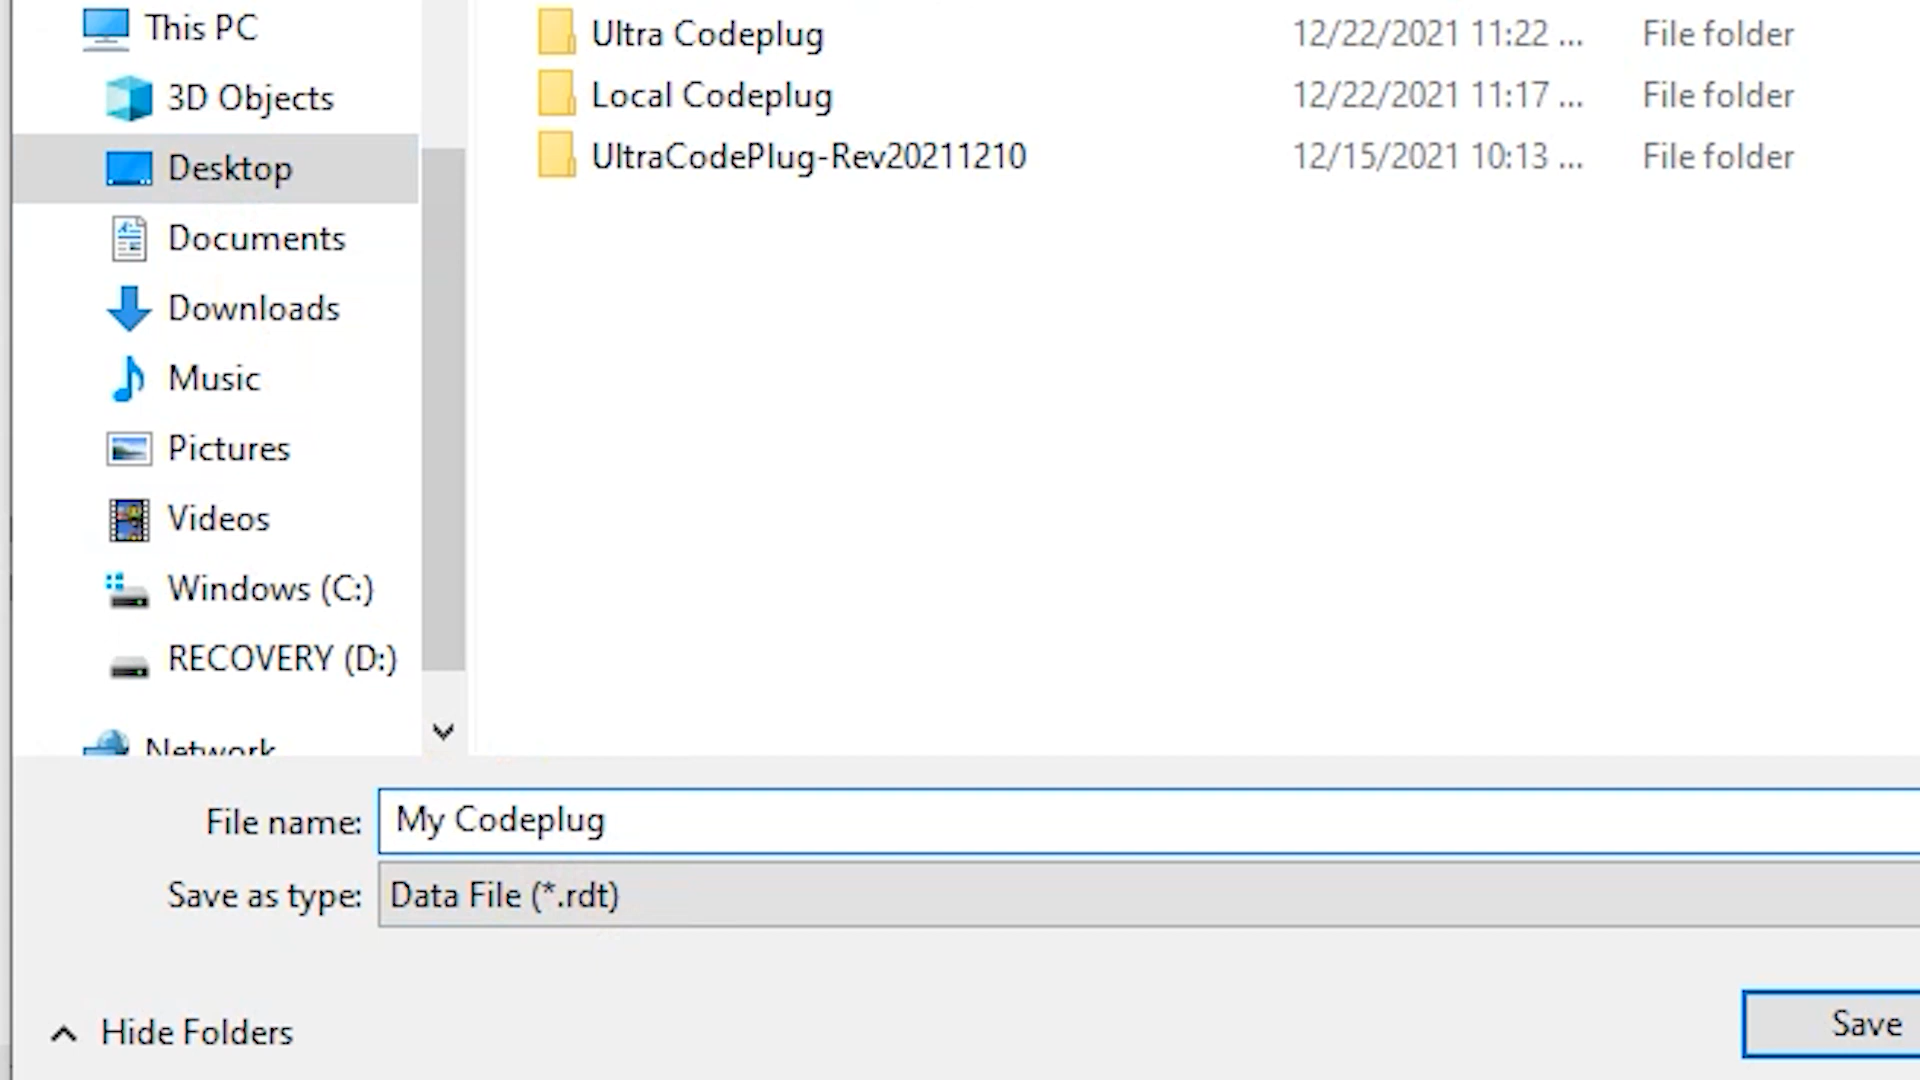 This PC
3D Objects
Desktop
Documents
Downloads
Music
Pictures
Videos
Windows (C:)
RECOVERY (D:)
Network
Ultra Codeplug 12/22/2021 11:22 ... File folder
Local Codeplug 12/22/2021 11:17 ... File folder
UltraCodePlug-Rev20211210 12/15/2021 10:13 ... File folder
File name: My Codeplug
Save as type: Data File (*.rdt)
Hide Folders
Save